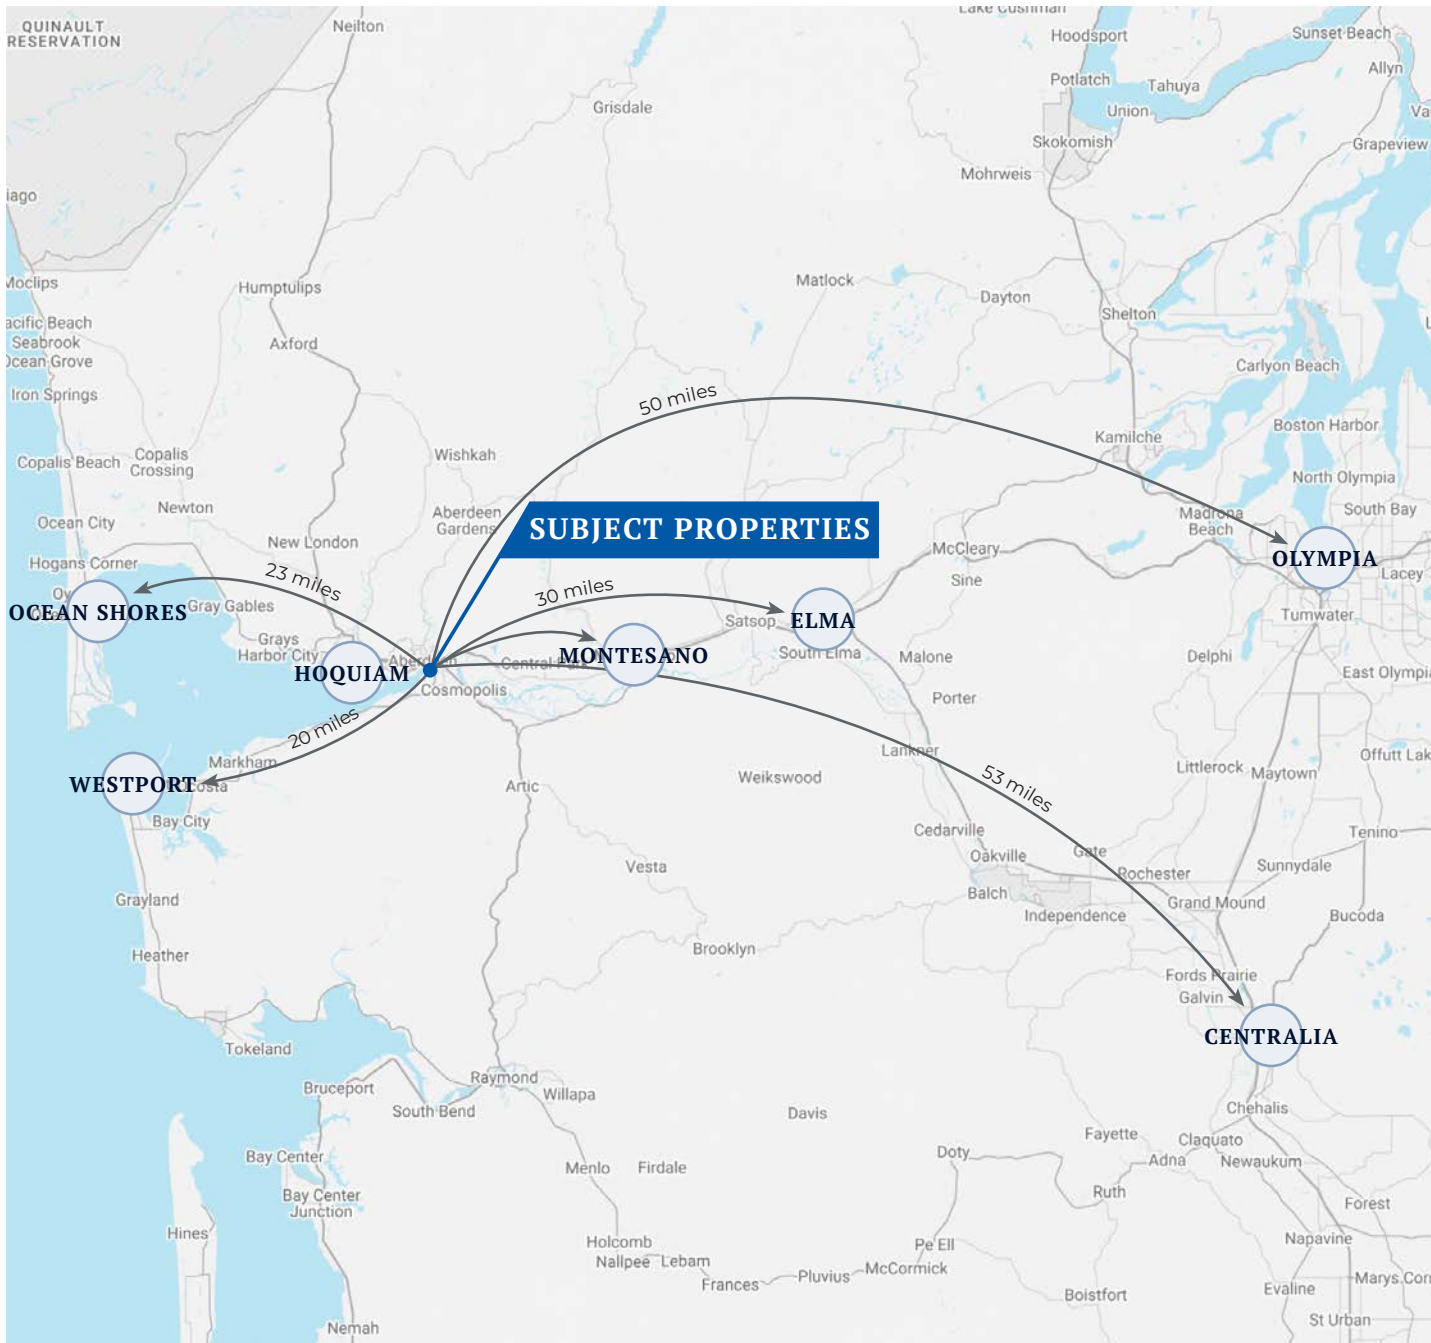 Lake Cushman
QUINAULT
RESERVATION
Neilton
Hoodsport
Sunset Beach
Allyn
Potlatch
Tahuya
Grisdale
Union
Skokomish
Grapeview
Mohrweis
Moclips
Humptulips
Matlock
Dayton
Shelton
Seabrook
Axford
Ocean Grove
Carlyon Beach
Iron Springs
50 miles
Copalis Beach
Copalis
Crossing
Wishkah
Kamilche
Boston Harbor
North Olympia
Newton
Ocean City
Aberdeen
Gardens
Madrona
Beach
South Bay
SUBJECT PROPERTIES
New London
McCleary
Hogans Corner
OLYMPIA
Lacey
23 miles
30 miles
Sine
OCEAN SHORES
Gray Gables
Satsop
ELMA
Tumwater
Grays
Harbor City
HOQUIAM
Aberdeen
Central Park
MONTESANO
South Elma
Malone
Delphi
Cosmopolis
Porter
20 miles
Lankner
Markham
WESTPORT
Artic
Weikswood
53 miles
Littlerock
Maytown
Bay City
Cedarville
Tenino
Vesta
Oakville
Gate
Rochester
Sunnydale
Balch
Grayland
Independence
Grand Mound
Bucoda
Heather
Brooklyn
Fords Prairie
Galvin
CENTRALIA
Tokeland
Bruceport
Raymond
Willapa
South Bend
Davis
Chehalis
Fayette
Claquato
Bay Center
Menlo
Firdale
Doty
Adna
Newaukum
Bay Center
Junction
Ruth
Forest
Hines
Holcomb
Pe Ell
Napavine
Nallpee
Lebam
Frances
Pluvius
McCormick
Boistfort
Evaline
St Urban
Nemah